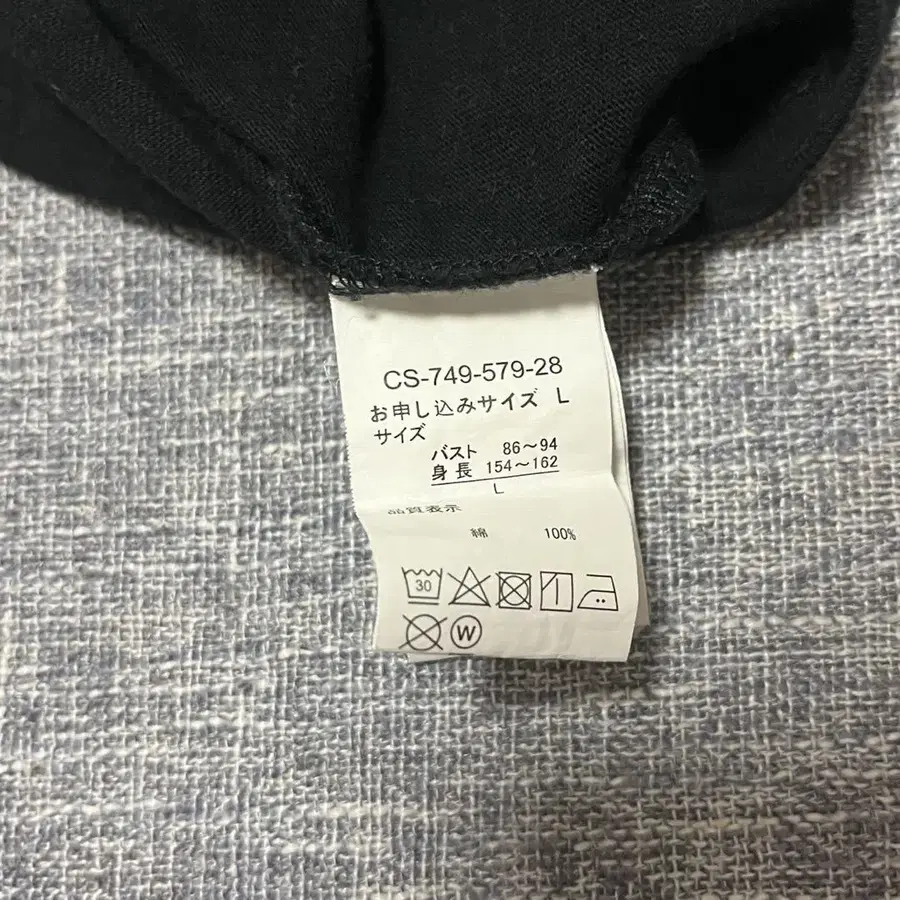 CS-749-579-28
お申し込みサイズ L
サイズ
バスト 86～94
身長 154～162
L
品質表示
綿 100%
30
W